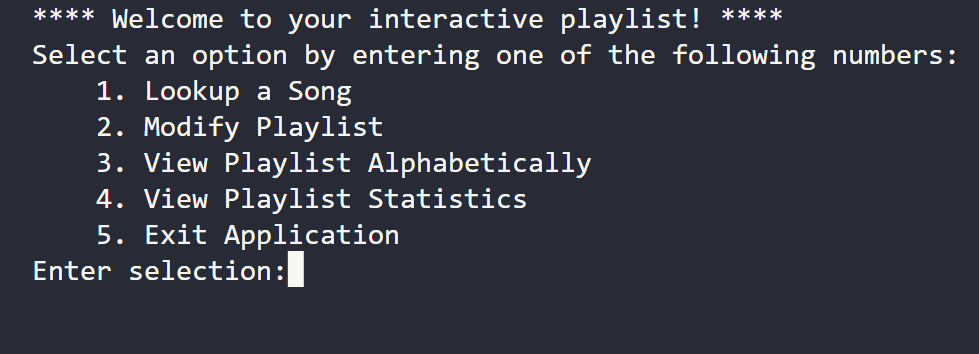 **** Welcome to your interactive playlist! ****
Select an option by entering one of the following numbers:
    1. Lookup a Song
    2. Modify Playlist
    3. View Playlist Alphabetically
    4. View Playlist Statistics
    5. Exit Application
Enter selection: